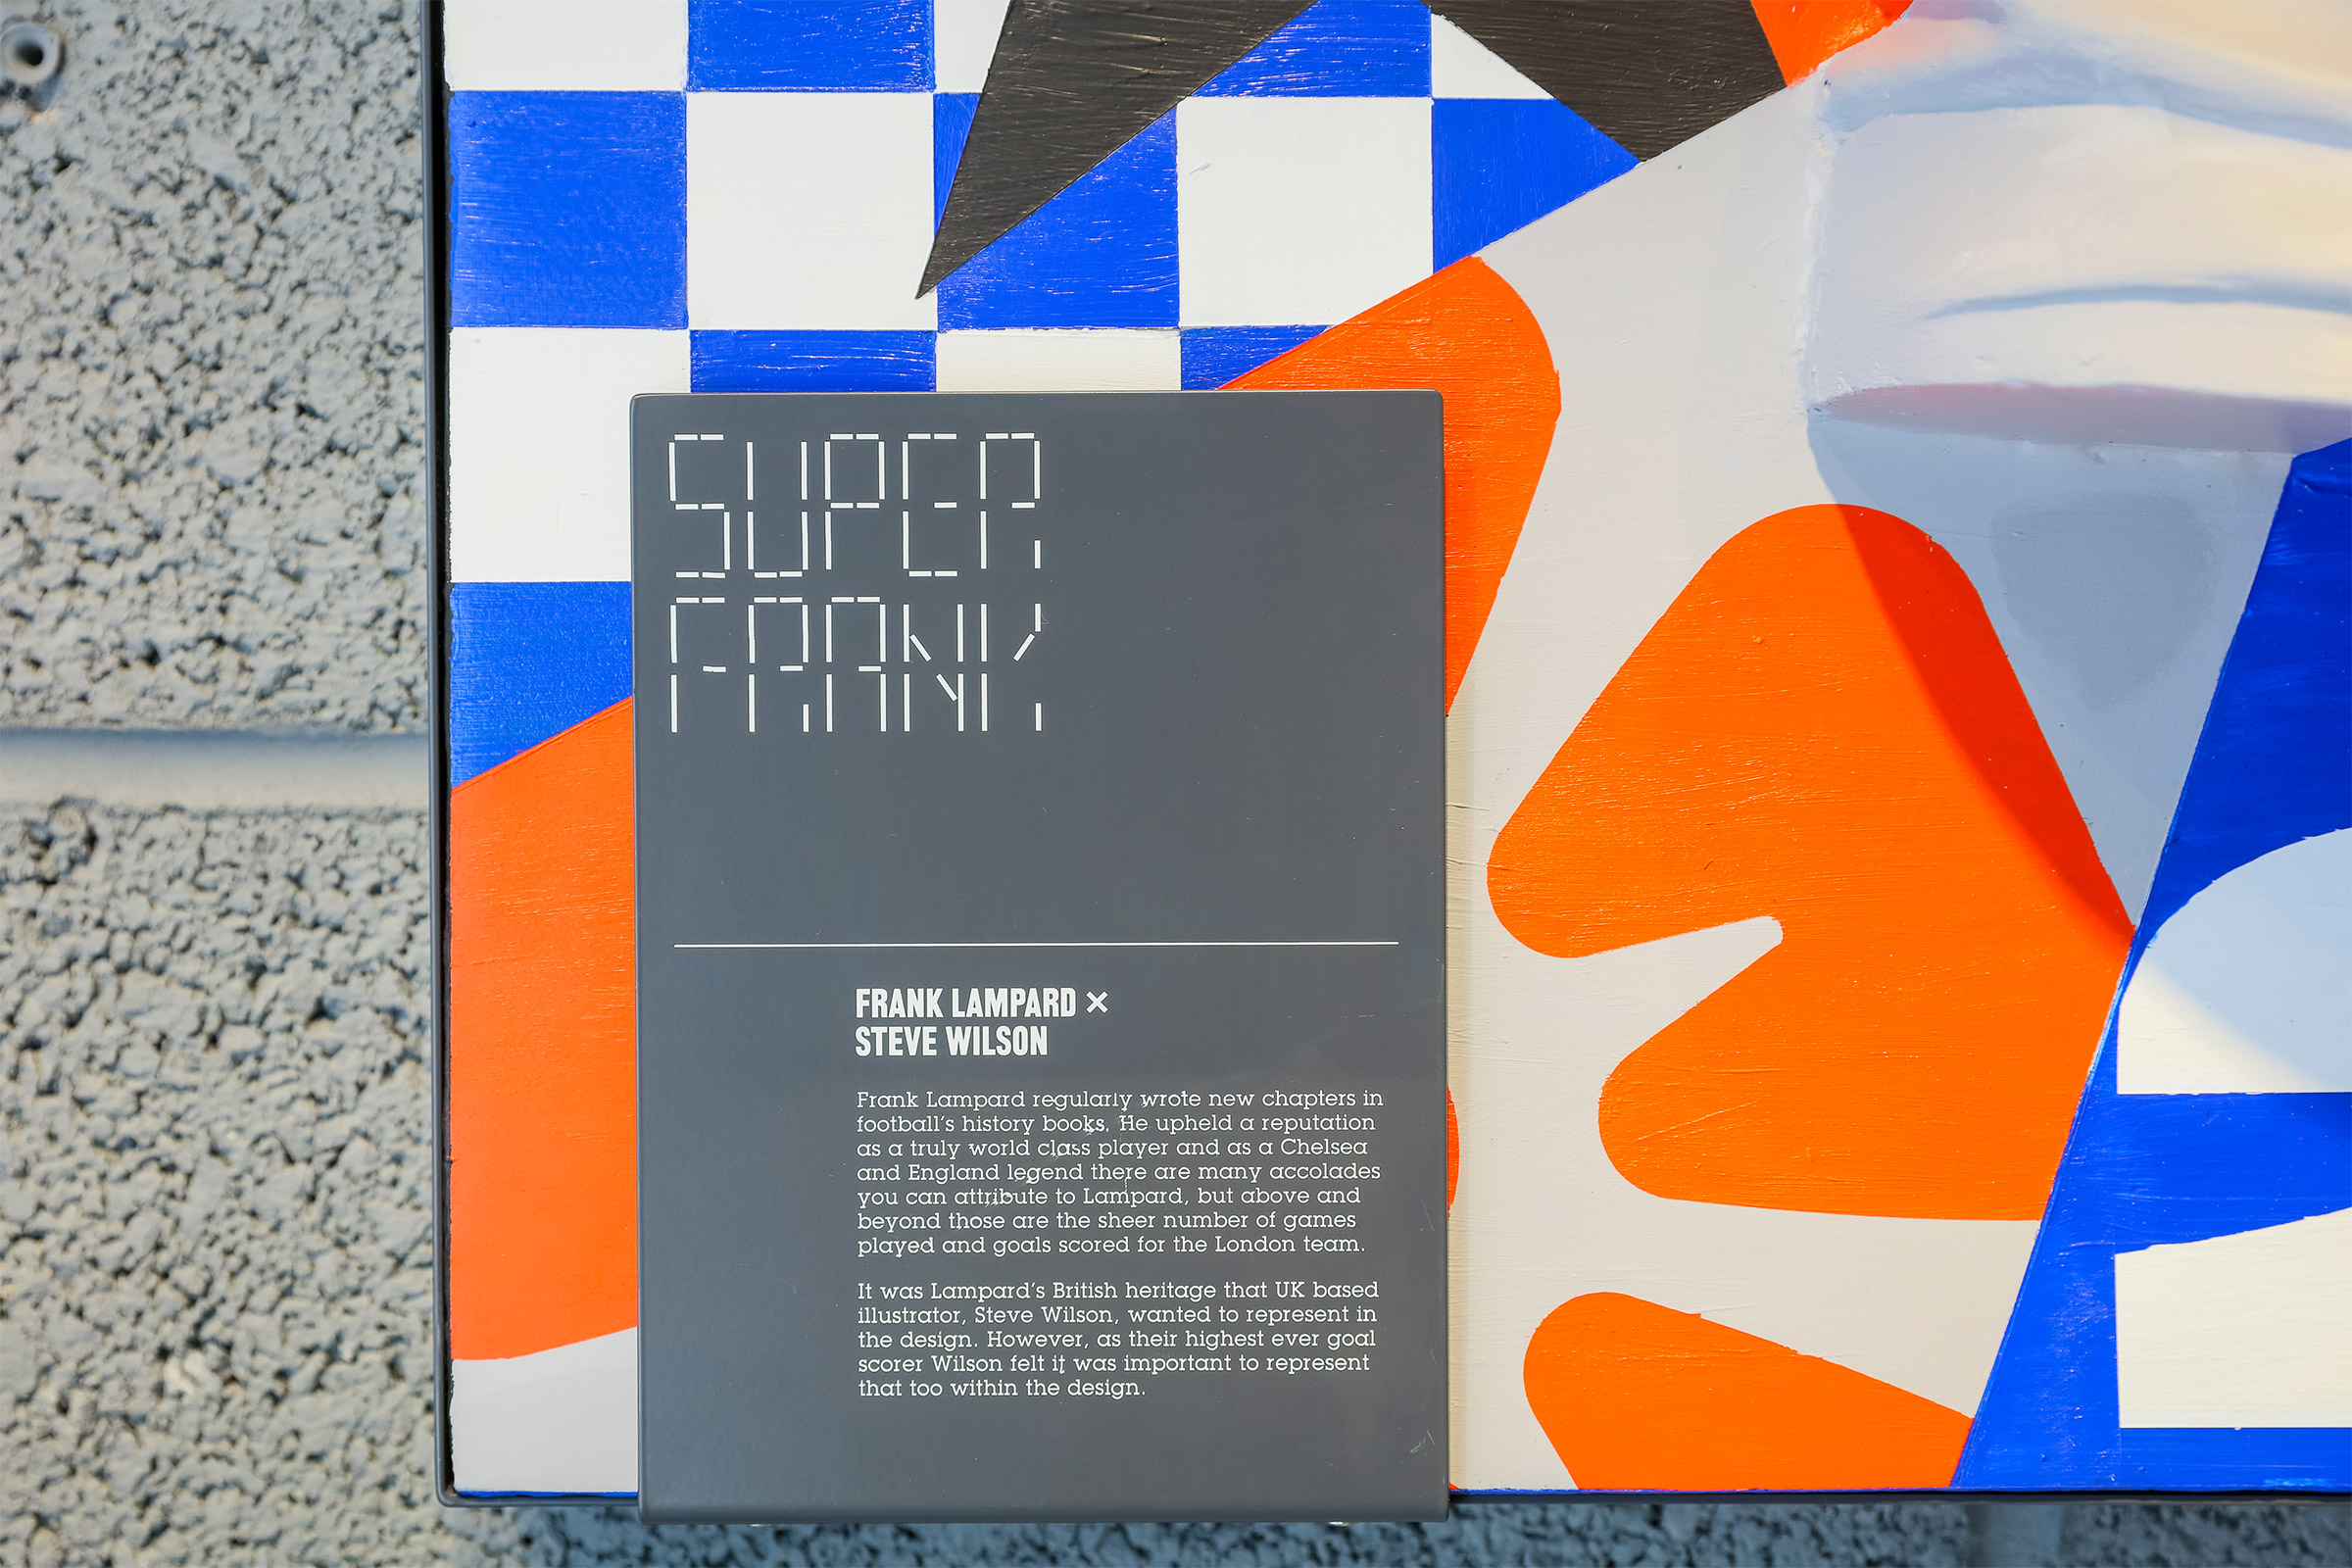 SUPER
FRANK
FRANK LAMPARD ×
STEVE WILSON
Frank Lampard regularly wrote new chapters in
football's history books. He upheld a reputation
as a truly world class player and as a Chelsea
and England legend there are many accolades
you can attribute to Lampard, but above and
beyond those are the sheer number of games
played and goals scored for the London team.
It was Lampard's British heritage that UK based
illustrator, Steve Wilson, wanted to represent in
the design. However, as their highest ever goal
scorer Wilson felt it was important to represent
that too within the design.